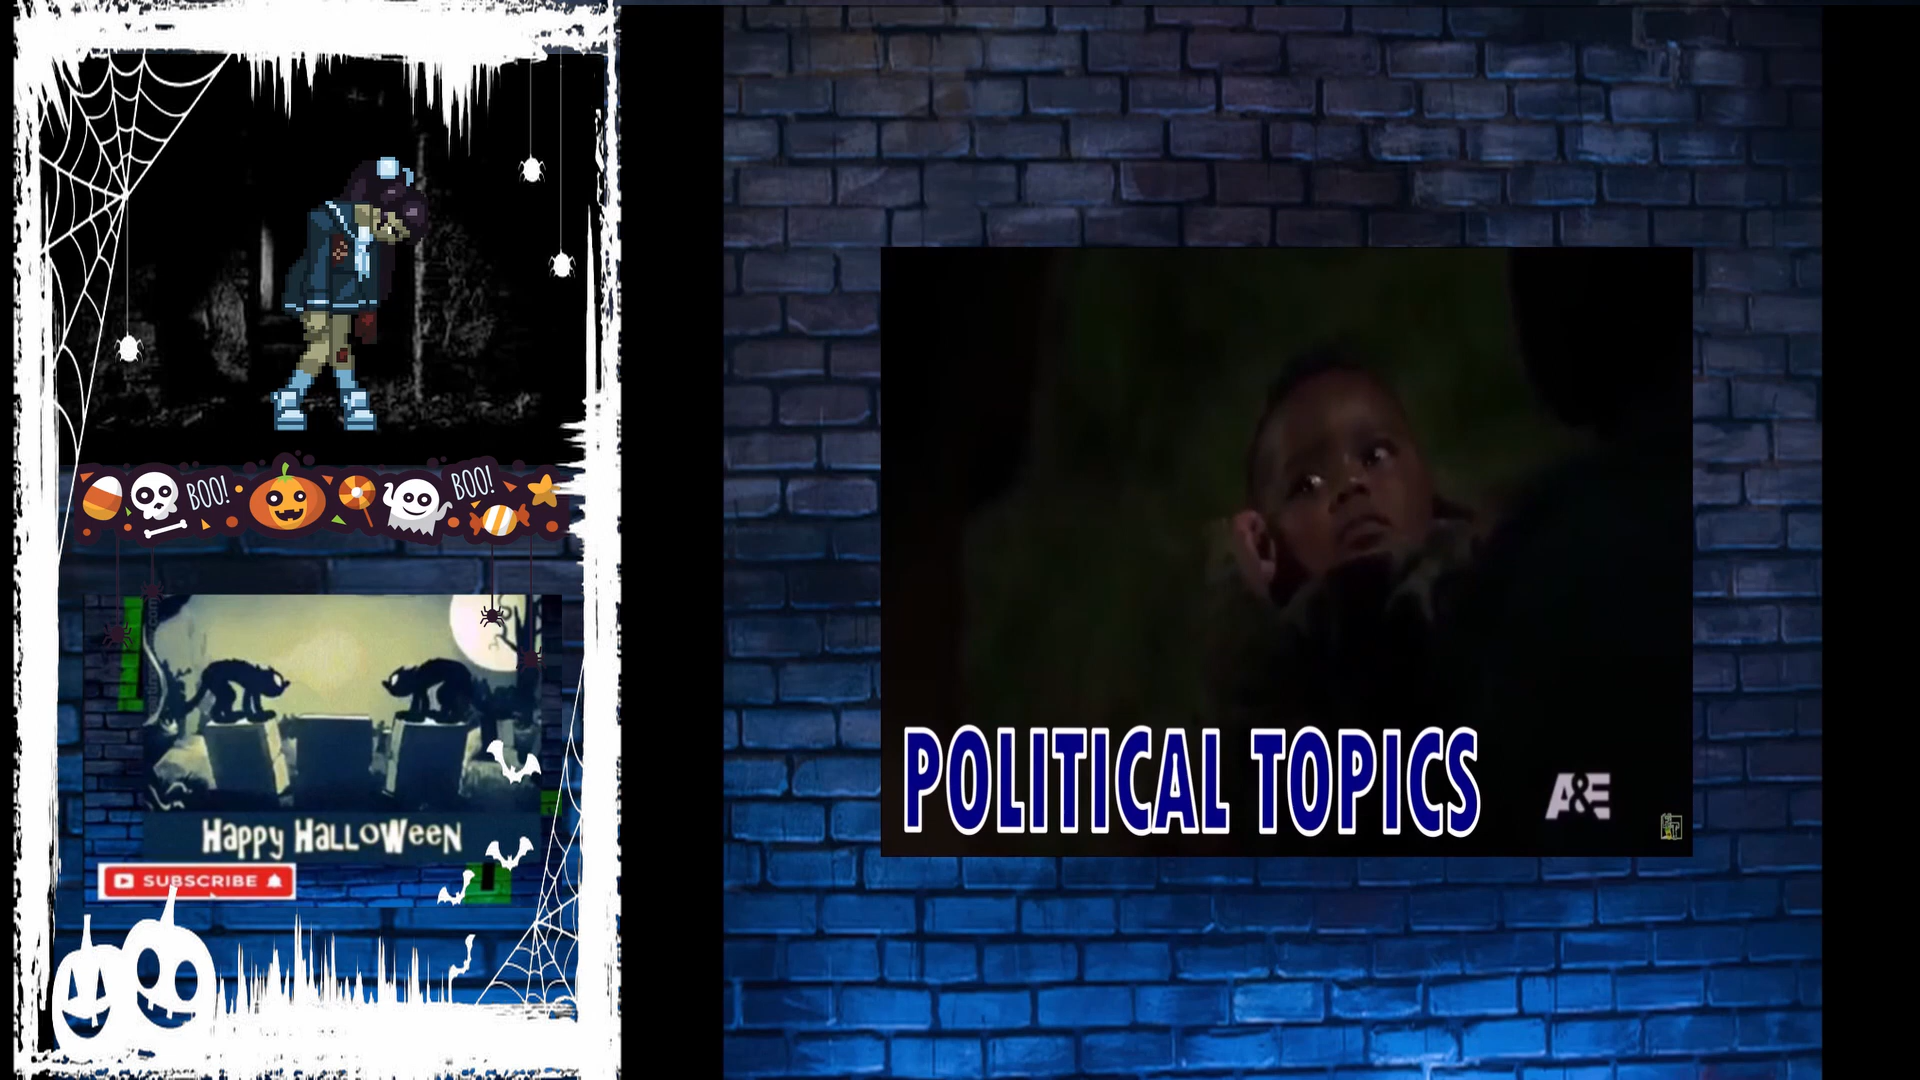 BOO!
BOO!
Happy Halloween
SUBSCRIBE
POLITICAL TOPICS
A&E